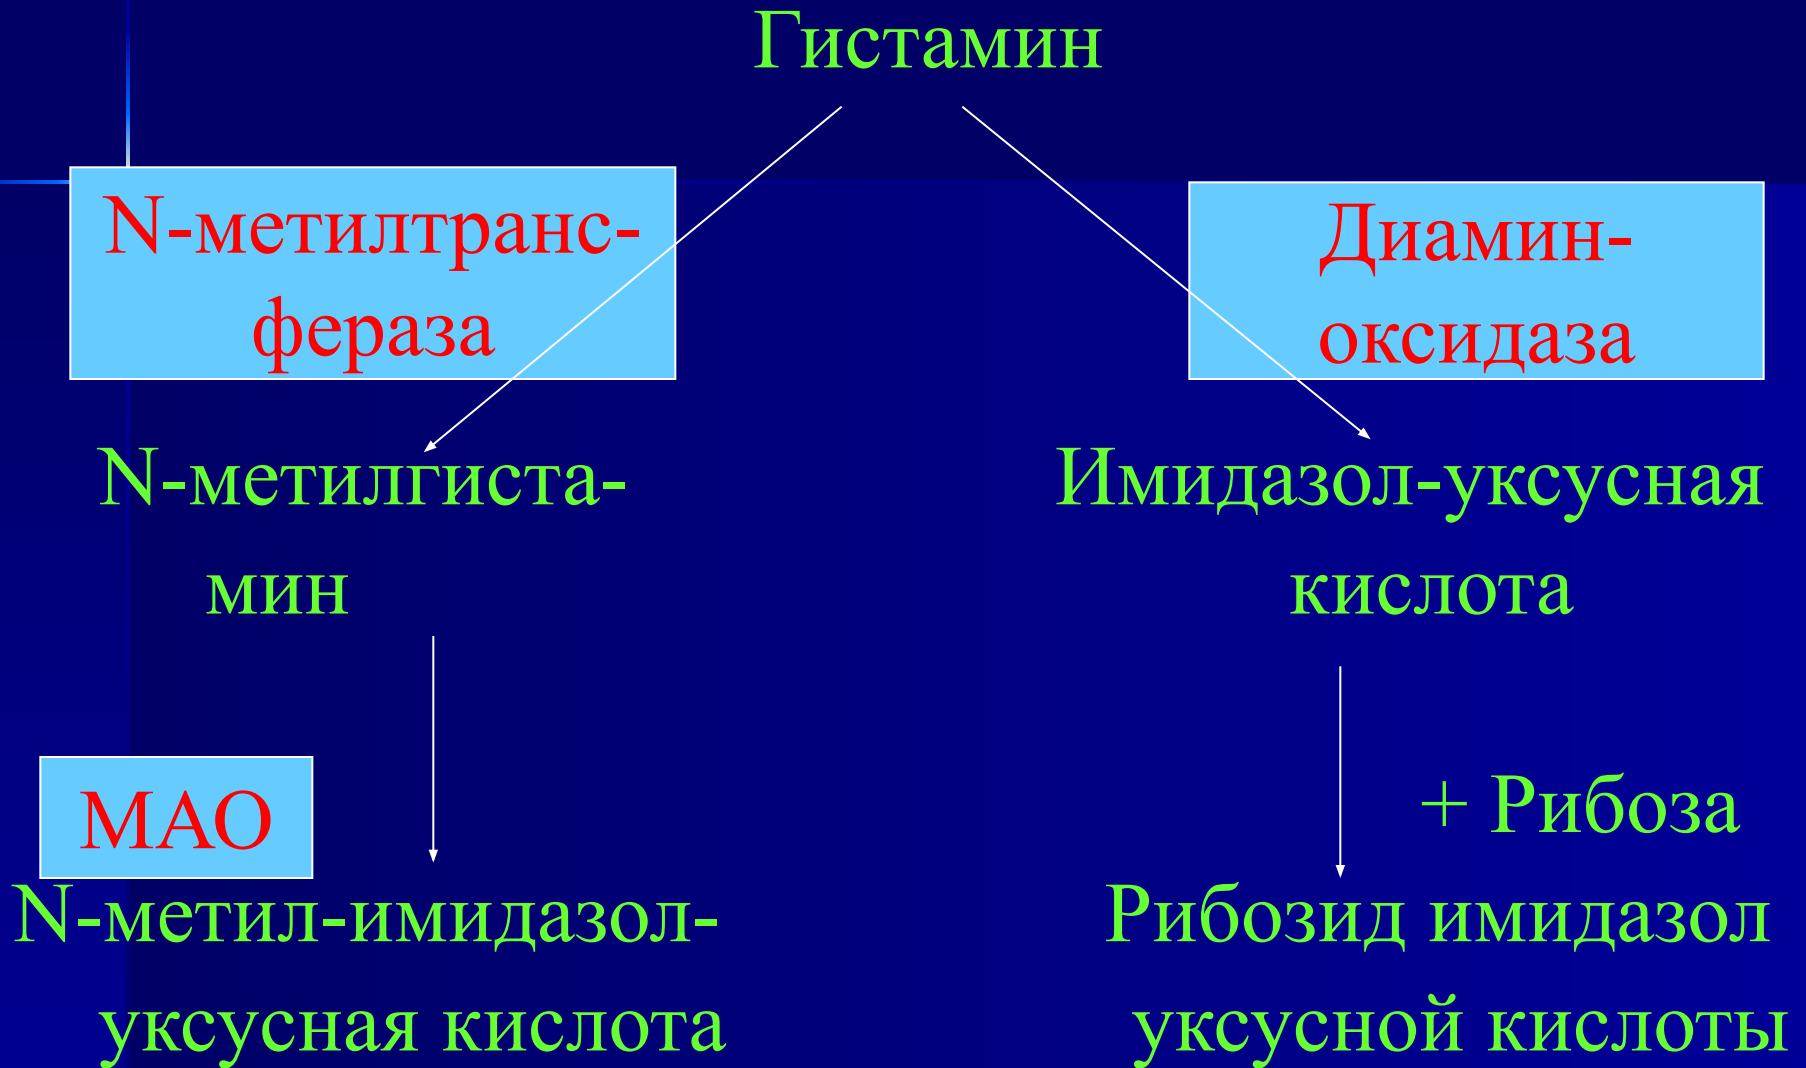 Гистамин
N-метилтранс-
фераза
Диамин-
оксидаза
N-метилгиста-
мин
Имидазол-уксусная
кислота
МАО
+ Рибоза
N-метил-имидазол-
уксусная кислота
Рибозид имидазол
уксусной кислоты